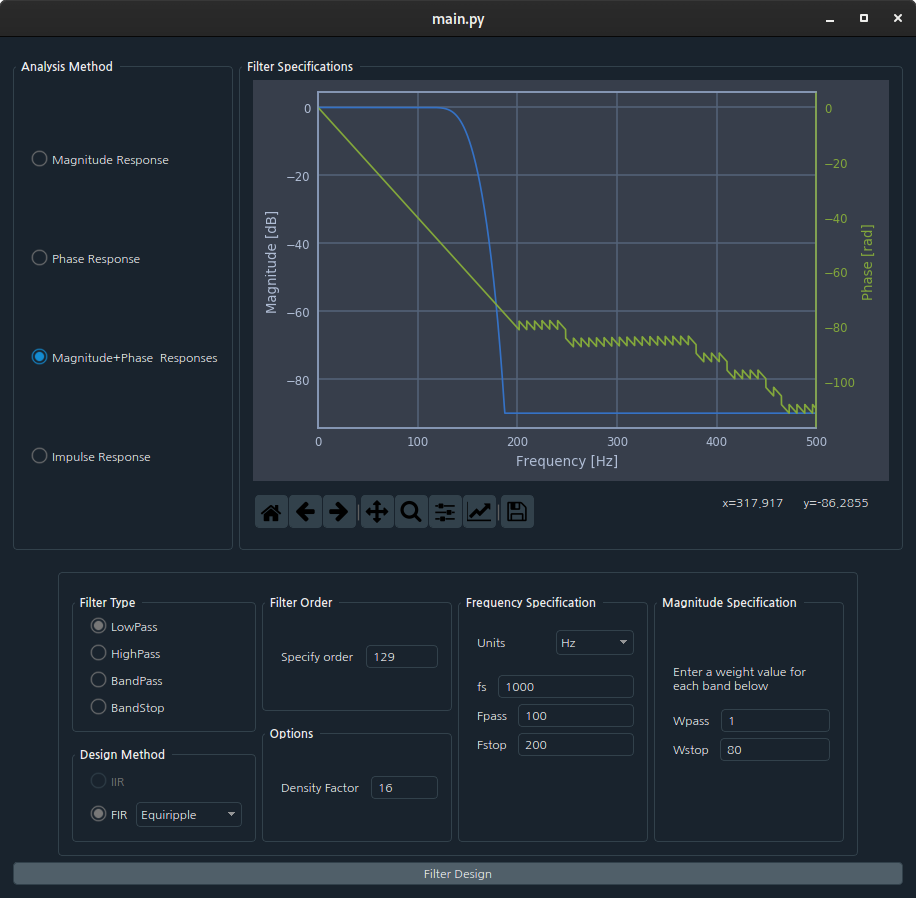 main.py
Analysis Method
Magnitude Response
Phase Response
Magnitude+Phase  Responses
Impulse Response
Filter Specifications
0
−20
−40
−60
−80
Magnitude [dB]
0
−20
−40
−60
−80
−100
Phase [rad]
0 100 200 300 400 500
Frequency [Hz]
x=317.917 y=-86.2855
Filter Type
LowPass
HighPass
BandPass
BandStop
Design Method
IIR
FIR Equiripple
Filter Order
Specify order 129
Options
Density Factor 16
Frequency Specification
Units Hz
fs 1000
Fpass 100
Fstop 200
Magnitude Specification
Enter a weight value for
each band below
Wpass 1
Wstop 80
Filter Design